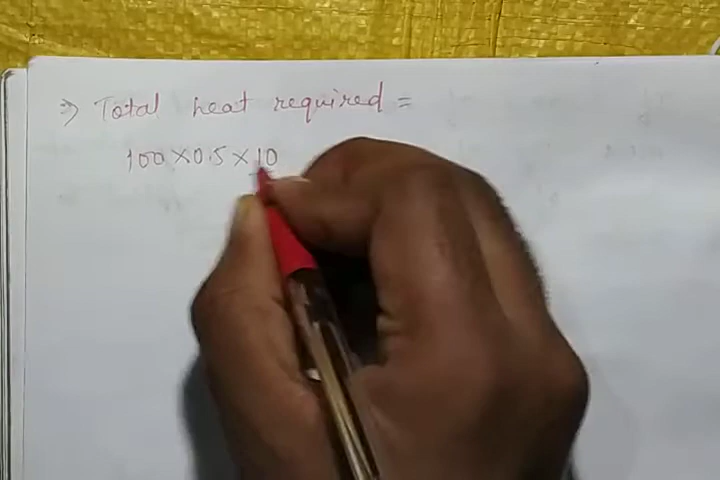 ⇒ Total heat required =
100 × 0.5 × 10